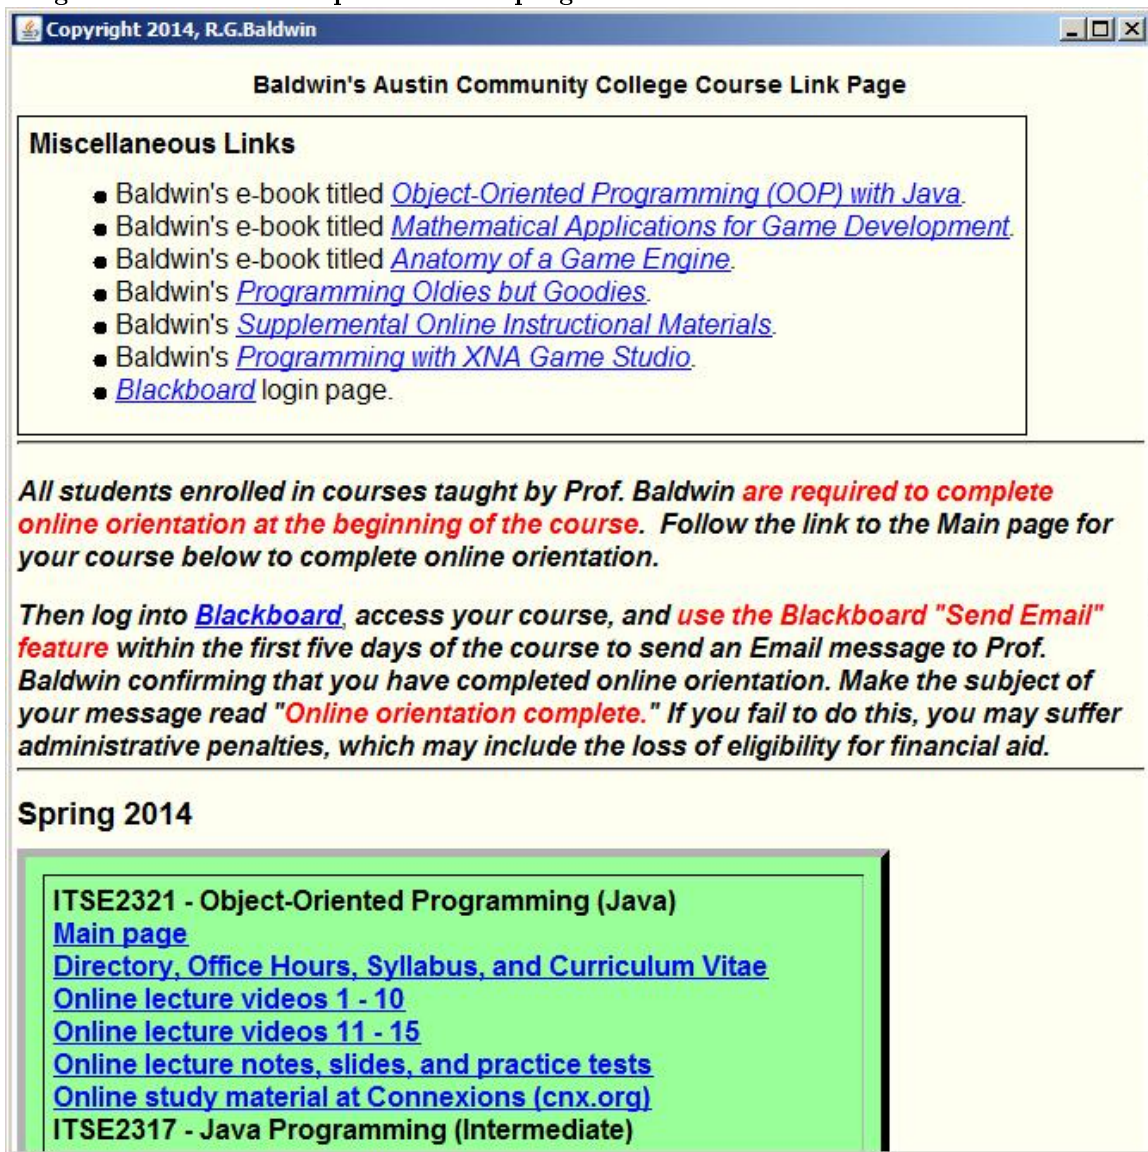 Copyright 2014, R.G.Baldwin
Baldwin's Austin Community College Course Link Page
Miscellaneous Links
Baldwin's e-book titled Object-Oriented Programming (OOP) with Java.
Baldwin's e-book titled Mathematical Applications for Game Development.
Baldwin's e-book titled Anatomy of a Game Engine.
Baldwin's Programming Oldies but Goodies.
Baldwin's Supplemental Online Instructional Materials.
Baldwin's Programming with XNA Game Studio.
Blackboard login page.
All students enrolled in courses taught by Prof. Baldwin are required to complete
online orientation at the beginning of the course. Follow the link to the Main page for
your course below to complete online orientation.
Then log into Blackboard, access your course, and use the Blackboard "Send Email"
feature within the first five days of the course to send an Email message to Prof.
Baldwin confirming that you have completed online orientation. Make the subject of
your message read "Online orientation complete." If you fail to do this, you may suffer
administrative penalties, which may include the loss of eligibility for financial aid.
Spring 2014
ITSE2321 - Object-Oriented Programming (Java)
Main page
Directory, Office Hours, Syllabus, and Curriculum Vitae
Online lecture videos 1 - 10
Online lecture videos 11 - 15
Online lecture notes, slides, and practice tests
Online study material at Connexions (cnx.org)
ITSE2317 - Java Programming (Intermediate)